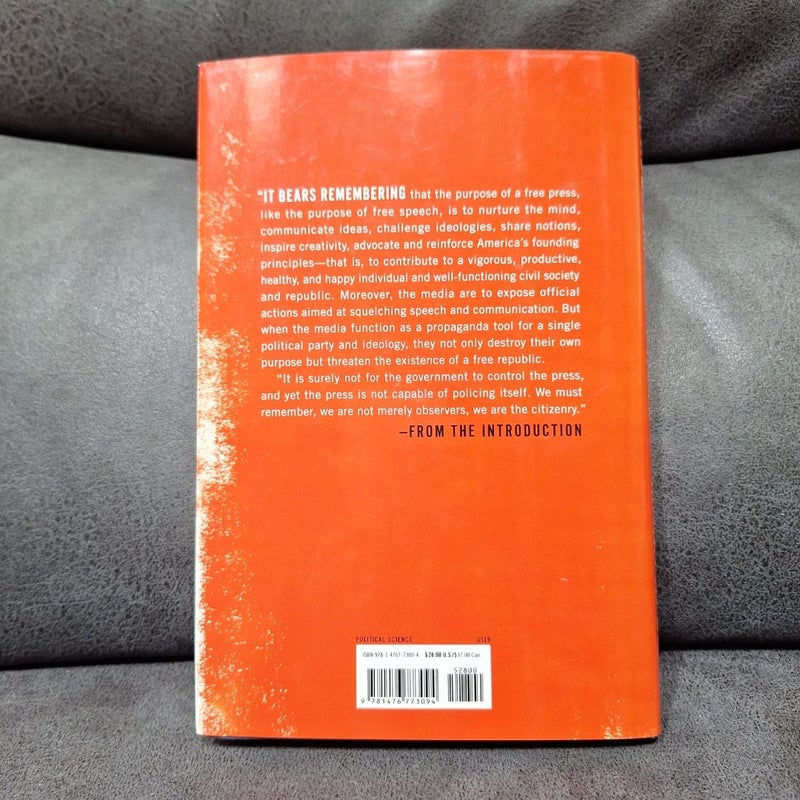 "IT BEARS REMEMBERING that the purpose of a free press,
like the purpose of free speech, is to nurture the mind,
communicate ideas, challenge ideologies, share notions,
inspire creativity, advocate and reinforce America's founding
principles—that is, to contribute to a vigorous, productive,
healthy, and happy individual and well-functioning civil society
and republic. Moreover, the media are to expose official
actions aimed at squelching speech and communication. But
when the media function as a propaganda tool for a single
political party and ideology, they not only destroy their own
purpose but threaten the existence of a free republic.
"It is surely not for the government to control the press,
and yet the press is not capable of policing itself. We must
remember, we are not merely observers, we are the citizenry."
—FROM THE INTRODUCTION
POLITICAL SCIENCE 0519
ISBN 978-1-4767-7309-4 $28.00 U.S./$37.00 Can.
52800
9 781476 773094